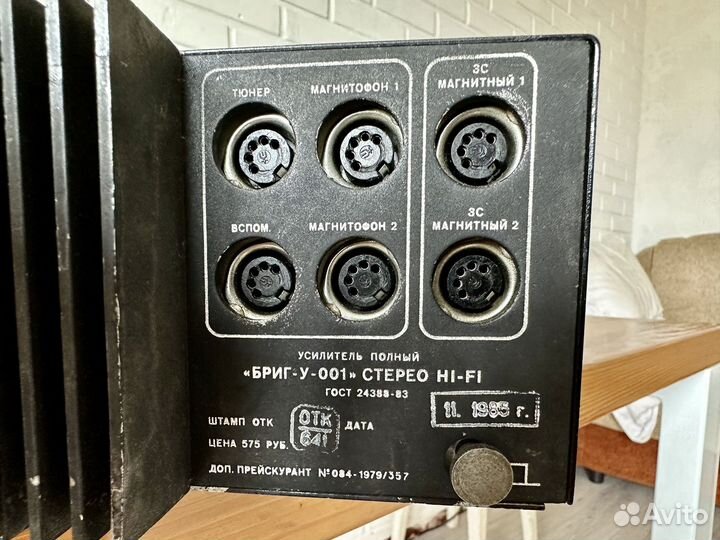 ТЮНЕР
МАГНИТОФОН 1
ЗС
МАГНИТНЫЙ 1
ВСПОМ.
МАГНИТОФОН 2
ЗС
МАГНИТНЫЙ 2
УСИЛИТЕЛЬ ПОЛНЫЙ
«БРИГ-У-001» СТЕРЕО HI-FI
ГОСТ 24388-83
ШТАМП ОТК
ОТК
641
ДАТА
11. 1985 г.
ЦЕНА 575 РУБ.
ДОП. ПРЕЙСКУРАНТ №084-1979/357
Avito